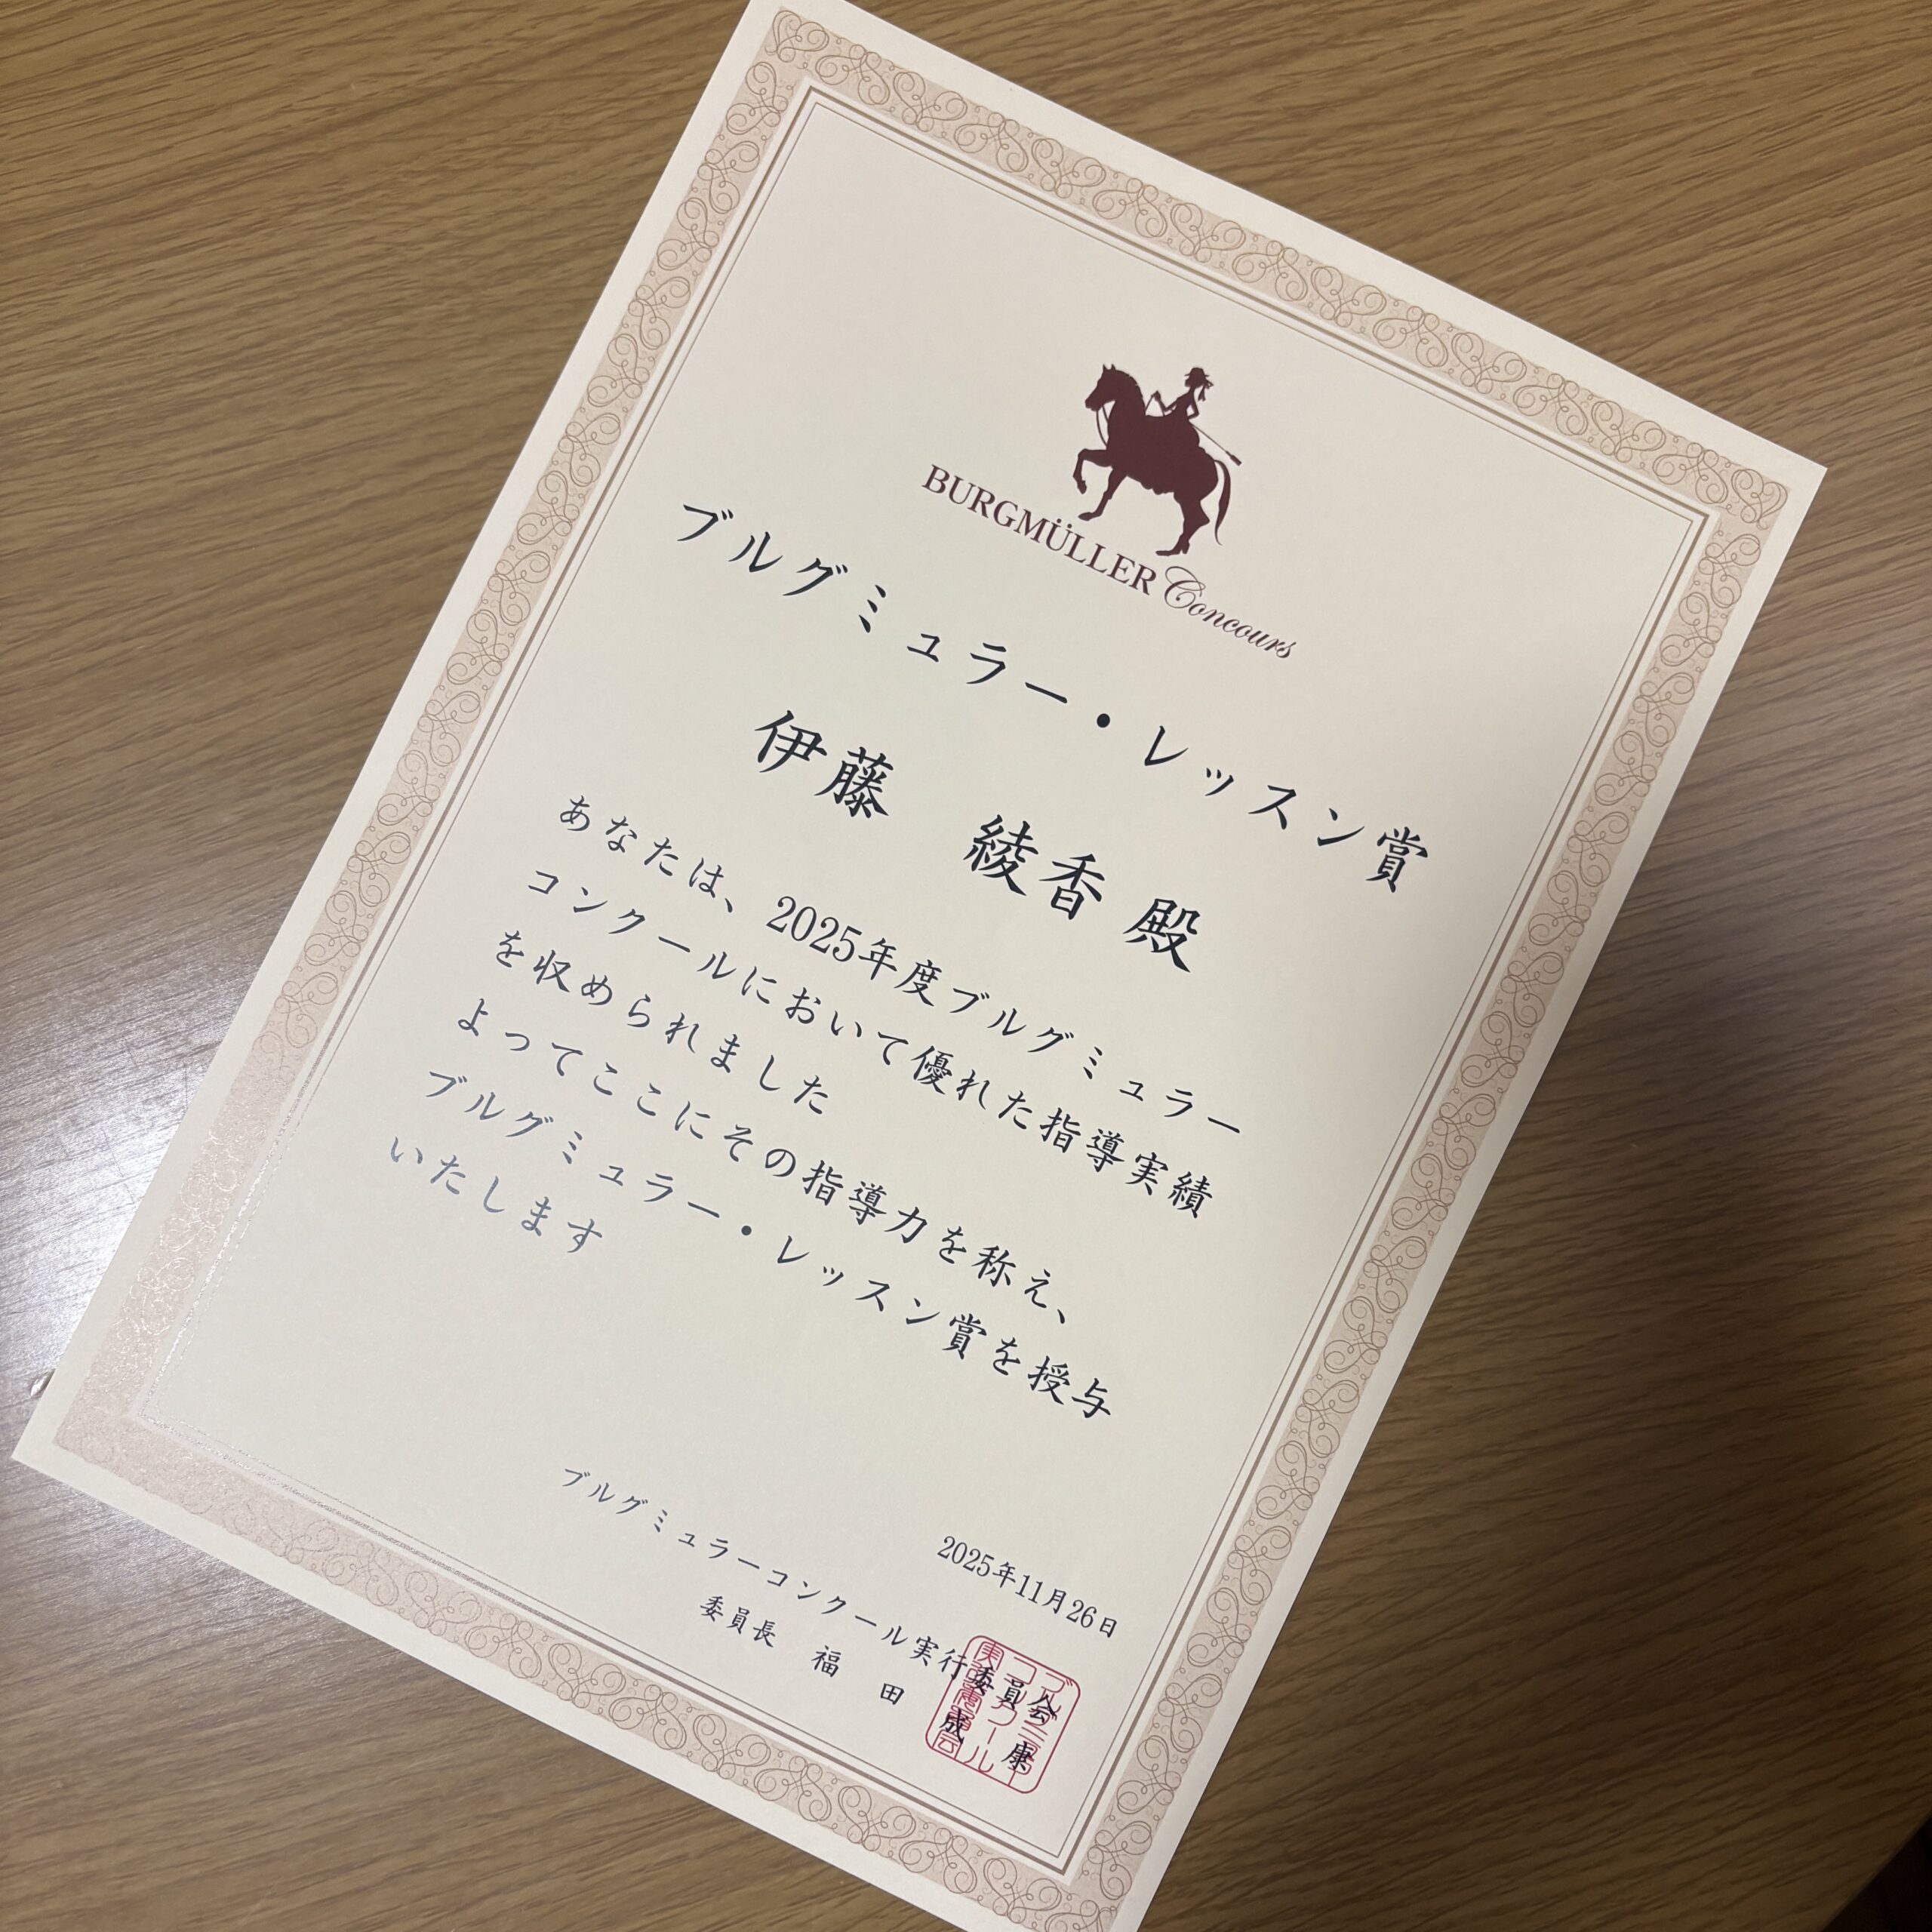 BURGMÜLLER Concours
ブルグミュラー・レッスン賞
伊藤 綾香 殿
あなたは、2025年度ブルグミュラー
コンクールにおいて優れた指導実績
を収められました
よってここにその指導力を称え、
ブルグミュラー・レッスン賞を授与
いたします
2025年11月26日
ブルグミュラーコンクール実行委員会
委員長 福田 成康